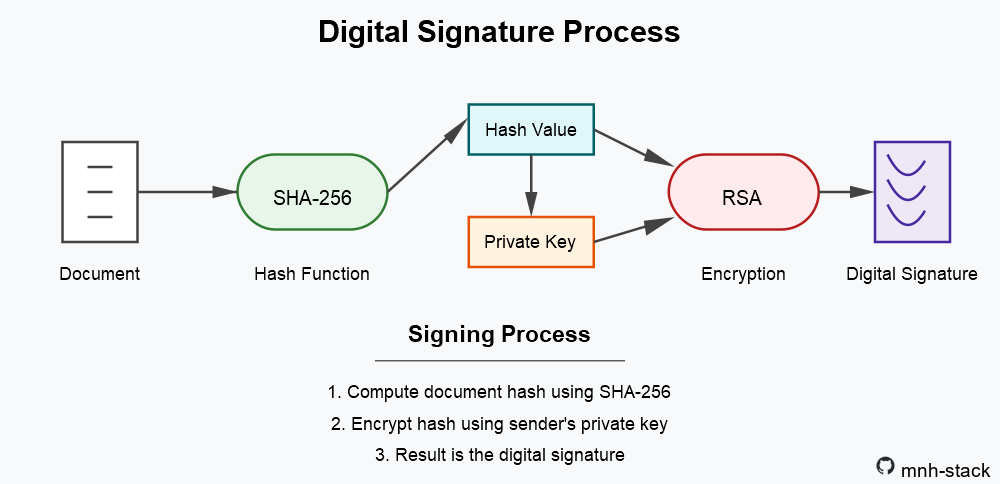 Digital Signature Process
Hash Value
SHA-256
RSA
Private Key
Document
Hash Function
Encryption
Digital Signature
Signing Process
1. Compute document hash using SHA-256
2. Encrypt hash using sender's private key
3. Result is the digital signature
mnh-stack